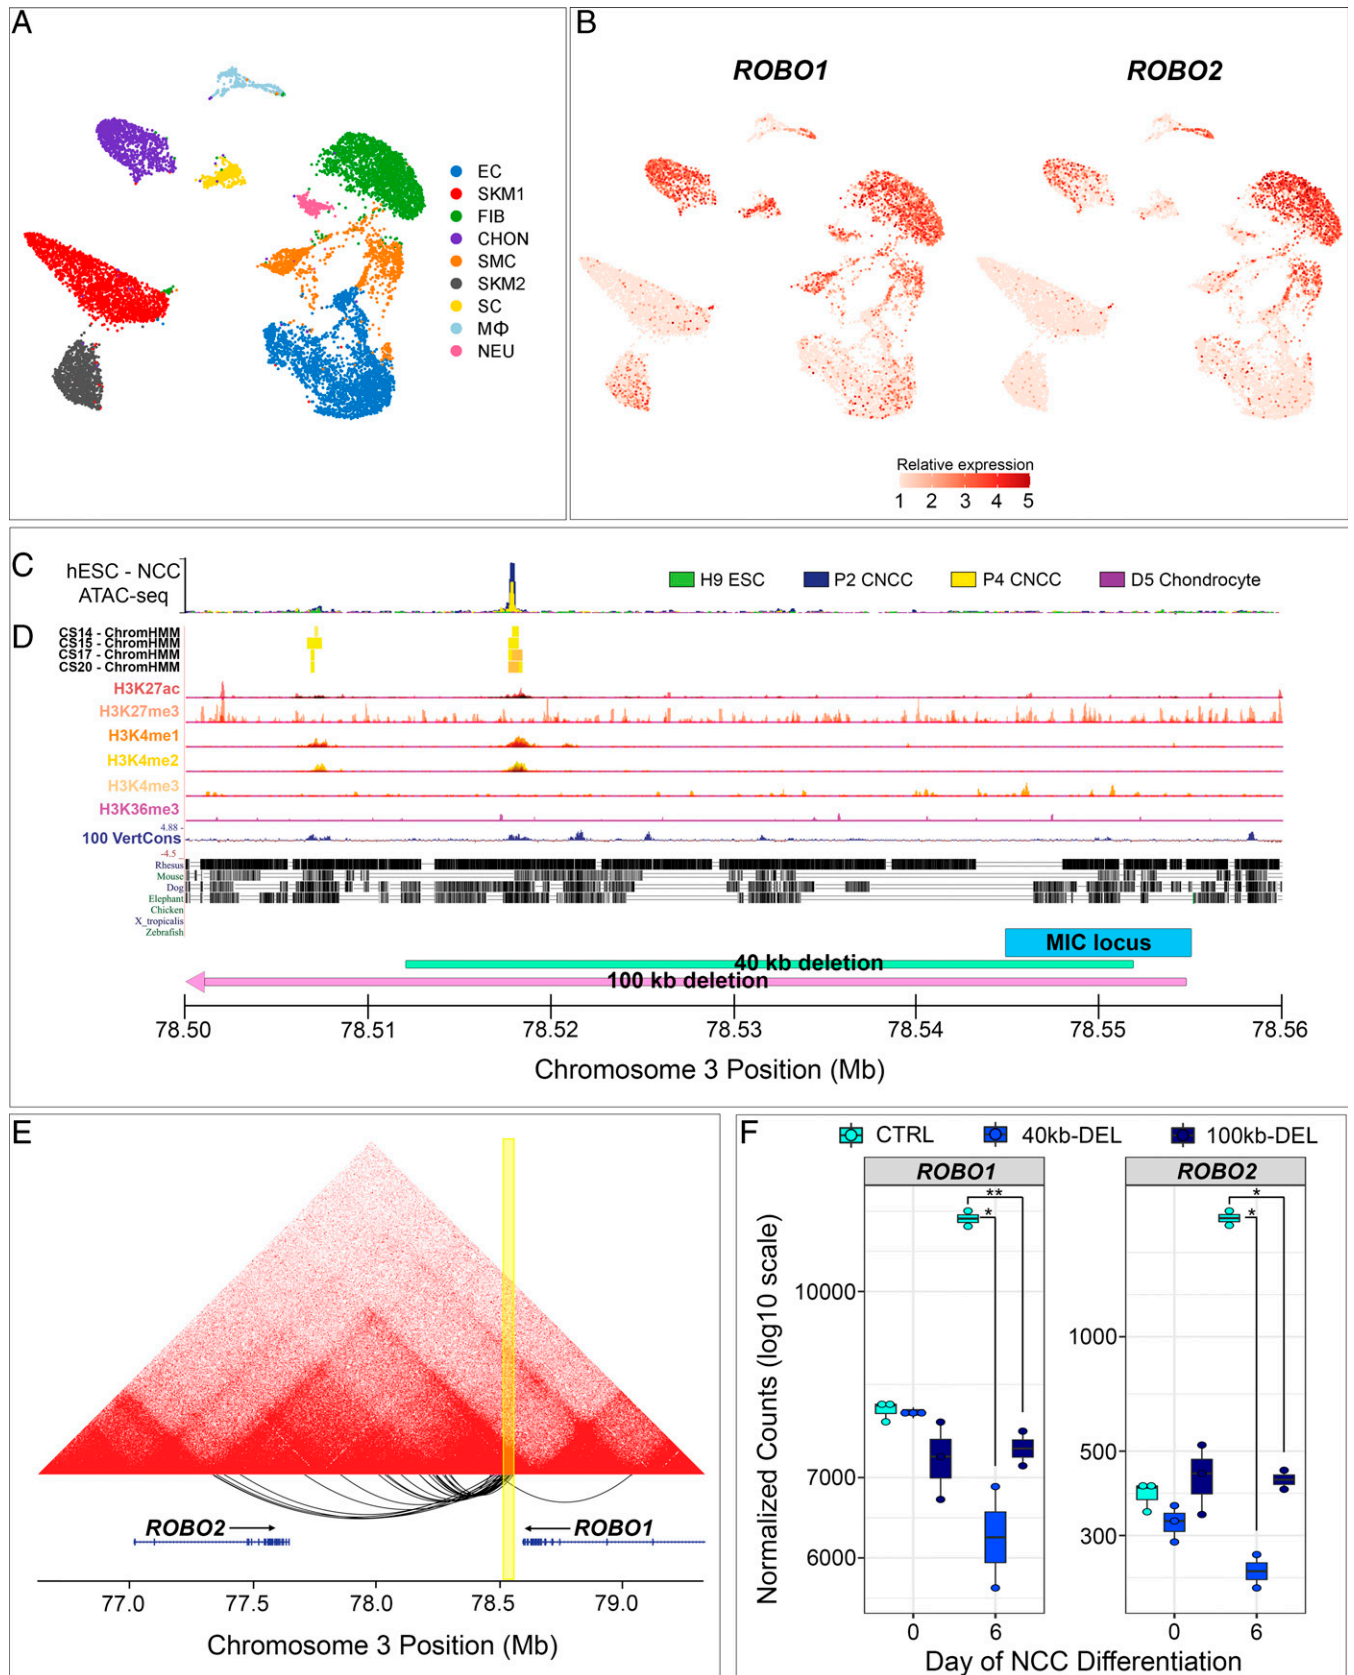 A
EC
SKM1
FIB
CHON
SMC
SKM2
SC
MΦ
NEU
B
ROBO1 ROBO2
Relative expression
1 2 3 4 5
C
hESC - NCC
ATAC-seq
H9 ESC P2 CNCC P4 CNCC D5 Chondrocyte
D
CS14 - ChromHMM
CS15 - ChromHMM
CS17 - ChromHMM
CS20 - ChromHMM
H3K27ac
H3K27me3
H3K4me1
H3K4me2
H3K4me3
H3K36me3
4.88 -
100 VertCons
-4.5 _
Rhesus
Mouse
Dog
Elephant
Chicken
X_tropicalis
Zebrafish
MIC locus
40 kb deletion
100 kb deletion
78.50 78.51 78.52 78.53 78.54 78.55 78.56
Chromosome 3 Position (Mb)
E
ROBO2 ROBO1
77.0 77.5 78.0 78.5 79.0
Chromosome 3 Position (Mb)
F
CTRL 40kb-DEL 100kb-DEL
ROBO1 ROBO2
** *
* *
Normalized Counts (log10 scale)
10000
7000
6000
1000
500
300
0 6 0 6
Day of NCC Differentiation